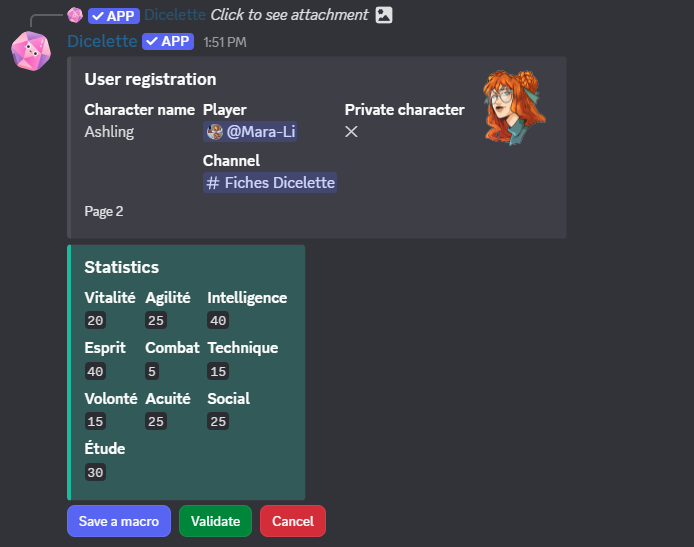 APP Dicelette Click to see attachment
Dicelette APP 1:51 PM
User registration
Character name Player Private character
Ashling @Mara-Li
Channel
# Fiches Dicelette
Page 2
Statistics
Vitalité Agilité Intelligence
20 25 40
Esprit Combat Technique
40 5 15
Volonté Acuité Social
15 25 25
Étude
30
Save a macro Validate Cancel